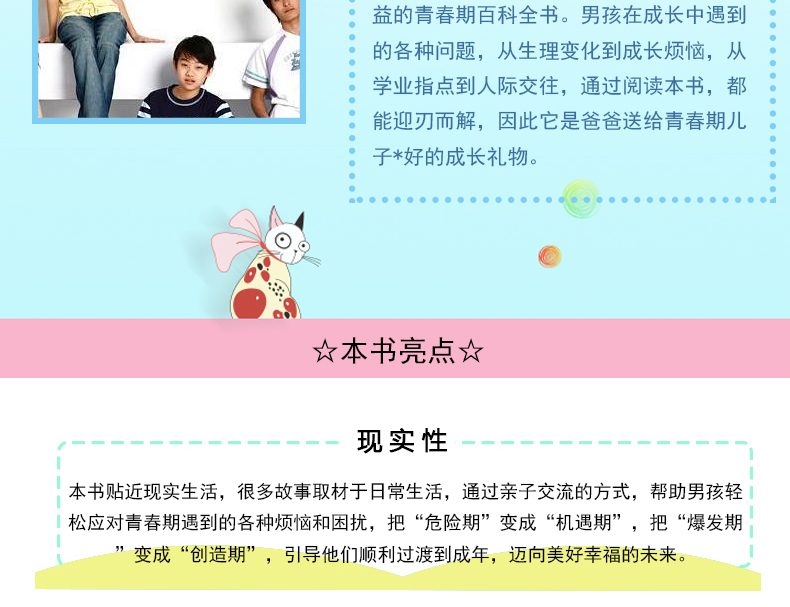 益的青春期百科全书。男孩在成长中遇到
的各种问题，从生理变化到成长烦恼，从
学业指点到人际交往，通过阅读本书，都
能迎刃而解，因此它是爸爸送给青春期儿
子*好的成长礼物。
☆本书亮点☆
现实性
本书贴近现实生活，很多故事取材于日常生活，通过亲子交流的方式，帮助男孩轻
松应对青春期遇到的各种烦恼和困扰，把“危险期”变成“机遇期”，把“爆发期
”变成“创造期”，引导他们顺利过渡到成年，迈向美好幸福的未来。